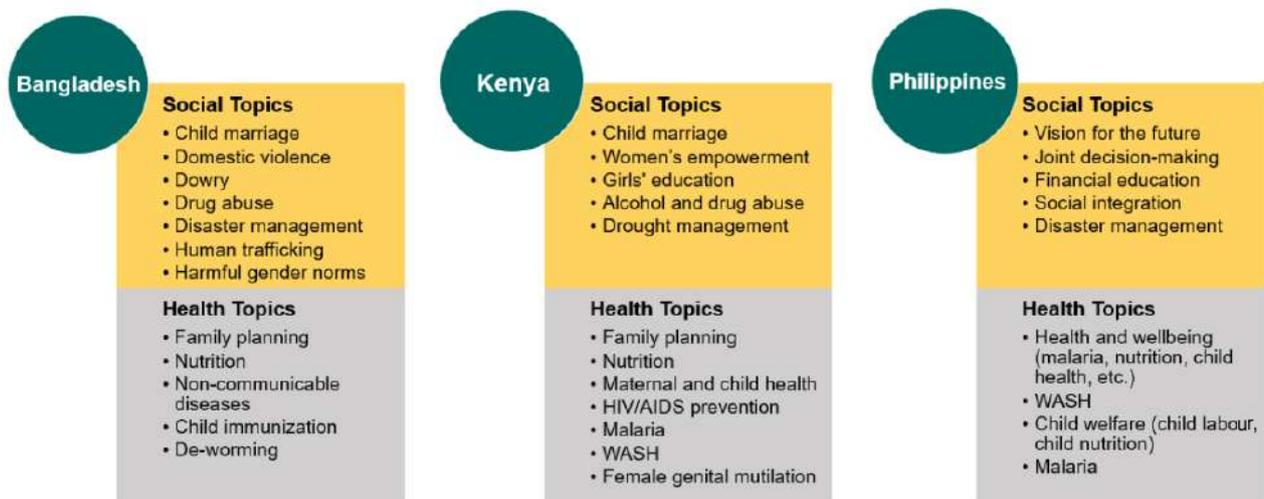 Bangladesh
Social Topics
• Child marriage
• Domestic violence
• Dowry
• Drug abuse
• Disaster management
• Human trafficking
• Harmful gender norms
Health Topics
• Family planning
• Nutrition
• Non-communicable
diseases
• Child immunization
• De-worming
Kenya
Social Topics
• Child marriage
• Women's empowerment
• Girls' education
• Alcohol and drug abuse
• Drought management
Health Topics
• Family planning
• Nutrition
• Maternal and child health
• HIV/AIDS prevention
• Malaria
• WASH
• Female genital mutilation
Philippines
Social Topics
• Vision for the future
• Joint decision-making
• Financial education
• Social integration
• Disaster management
Health Topics
• Health and wellbeing
(malaria, nutrition, child
health, etc.)
• WASH
• Child welfare (child labour,
child nutrition)
• Malaria